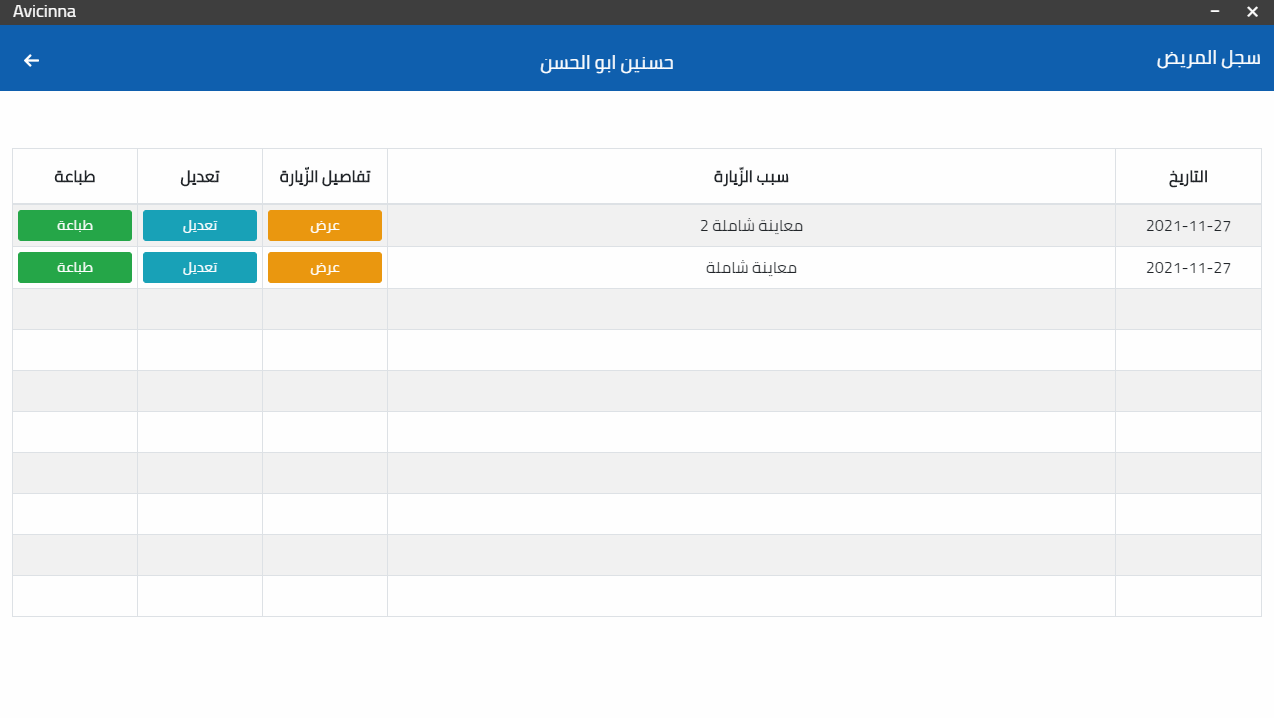 Avicinna
سجل المريض
حسنين ابو الحسن
التاريخ سبب الزّيارة تفاصيل الزّيارة تعديل طباعة
2021-11-27 معاينة شاملة 2 عرض تعديل طباعة
2021-11-27 معاينة شاملة عرض تعديل طباعة